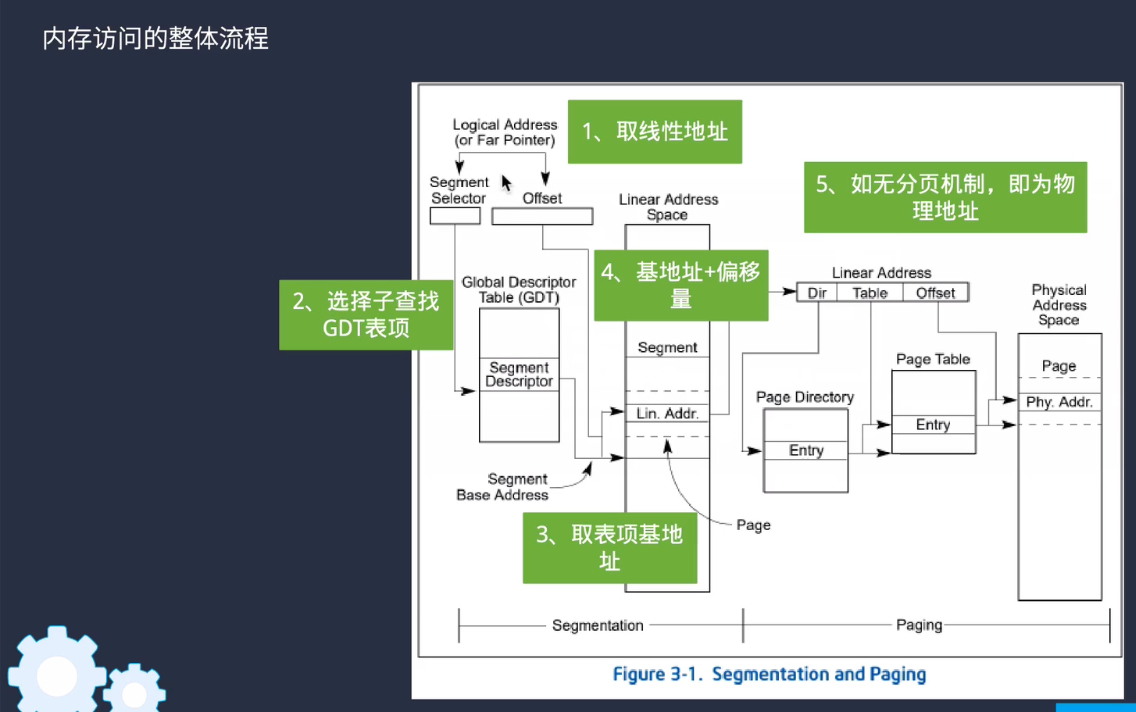 内存访问的整体流程
Logical Address
(or Far Pointer)
1、取线性地址
Segment
Selector
Offset
Linear Address
Space
5、如无分页机制，即为物
理地址
2、选择子查找
GDT表项
Global Descriptor
Table (GDT)
4、基地址+偏移
量
Linear Address
Dir
Table
Offset
Physical
Address
Space
Segment
Segment
Descriptor
Lin. Addr.
Page Table
Entry
Page
Phy. Addr.
Page Directory
Entry
Segment
Base Address
3、取表项基地
址
Page
Segmentation
Paging
Figure 3-1. Segmentation and Paging